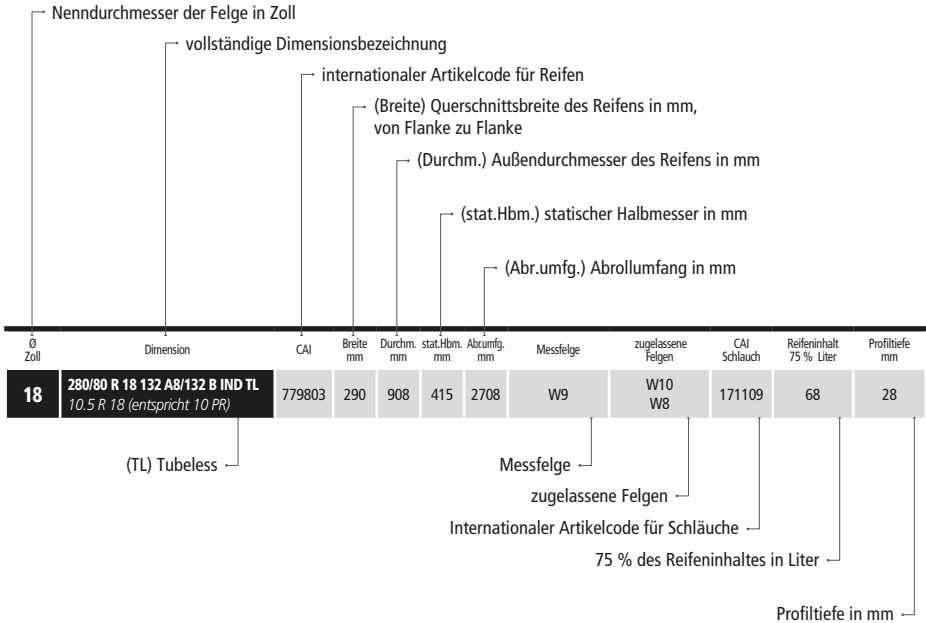 Nenndurchmesser der Felge in Zoll
vollständige Dimensionsbezeichnung
internationaler Artikelcode für Reifen
(Breite) Querschnittsbreite des Reifens in mm,
von Flanke zu Flanke
(Durchm.) Außendurchmesser des Reifens in mm
(stat.Hbm.) statischer Halbmesser in mm
(Abr.umfg.) Abrollumfang in mm
Ø Zoll
Dimension
CAI
Breite mm
Durchm. mm
stat.Hbm. mm
Abr.umfg. mm
Messfelge
zugelassene Felgen
CAI Schlauch
Reifeninhalt 75 % Liter
Profiltiefe mm
18
280/80 R 18 132 A8/132 B IND TL
10.5 R 18 (entspricht 10 PR)
779803
290
908
415
2708
W9
W10
W8
171109
68
28
(TL) Tubeless
Messfelge
zugelassene Felgen
Internationaler Artikelcode für Schläuche
75 % des Reifeninhaltes in Liter
Profiltiefe in mm